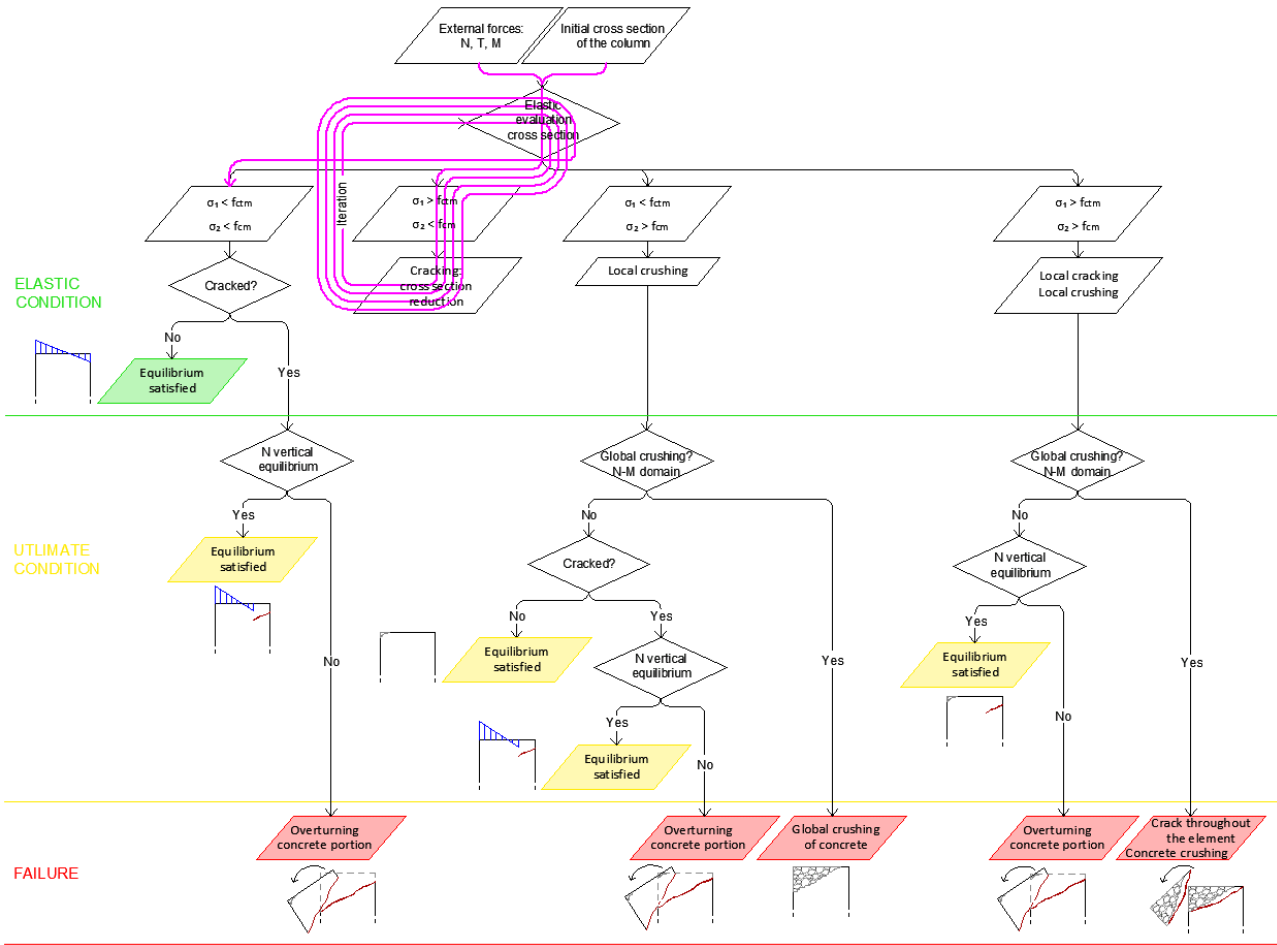 External forces:
N, T, M
Initial cross section
of the column
Elastic
evaluation
cross section
Iteration
σ₁ < fctm
σ₂ < fcm
σ₁ > fctm
σ₂ < fcm
σ₁ < fcm
σ₂ > fcm
σ₁ > fctm
σ₂ > fcm
Cracked?
Cracking:
cross section
reduction
Local crushing
Local cracking
Local crushing
ELASTIC
CONDITION
No
Equilibrium
satisfied
Yes
N vertical
equilibrium
Global crushing?
N-M domain
Global crushing?
N-M domain
Yes
No
No
UTLIMATE
CONDITION
Equilibrium
satisfied
Cracked?
N vertical
equilibrium
No
Yes
Yes
No
Equilibrium
satisfied
N vertical
equilibrium
Yes
Equilibrium
satisfied
Yes
Yes
No
No
Equilibrium
satisfied
FAILURE
Overturning
concrete portion
Overturning
concrete portion
Global crushing
of concrete
Overturning
concrete portion
Crack throughout
the element
Concrete crushing